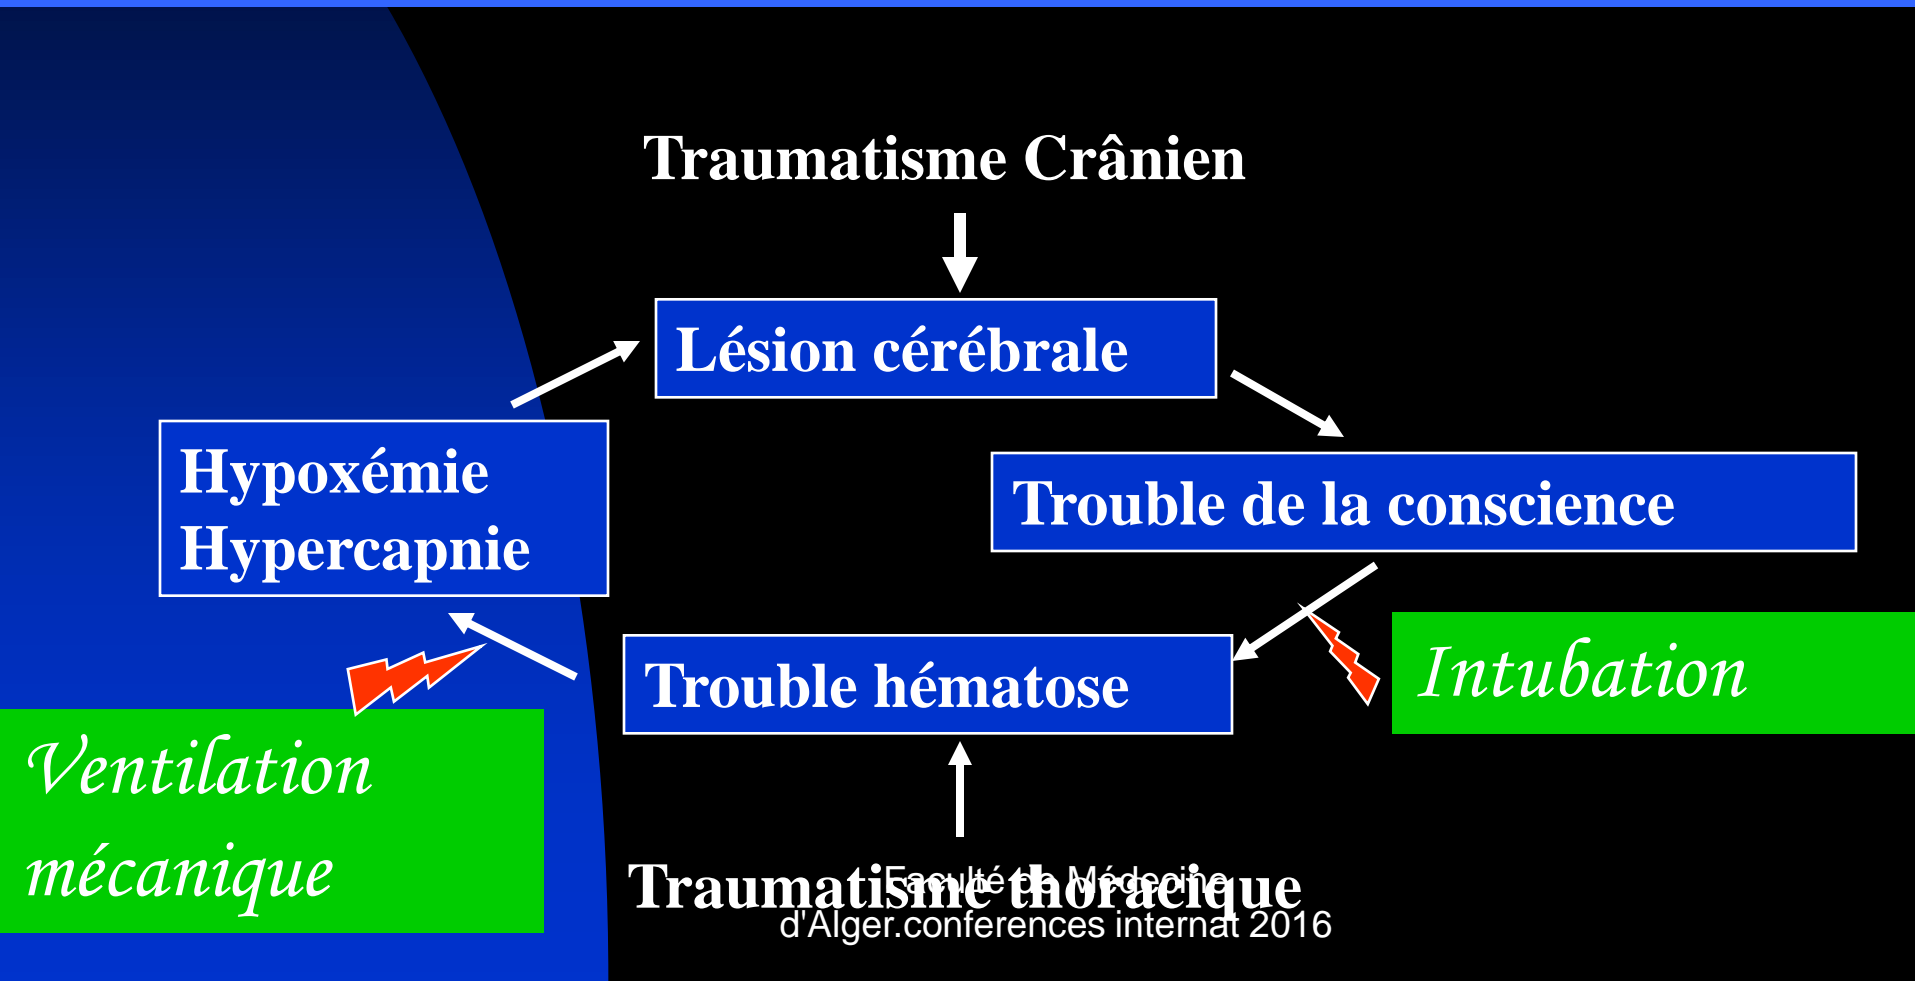 Traumatisme Crânien
Lésion cérébrale
Hypoxémie
Hypercapnie
Trouble de la conscience
Intubation
Trouble hématose
Ventilation
mécanique
Traumatisme thoracique
Faculté de Médecine
d'Alger.conferences internat 2016